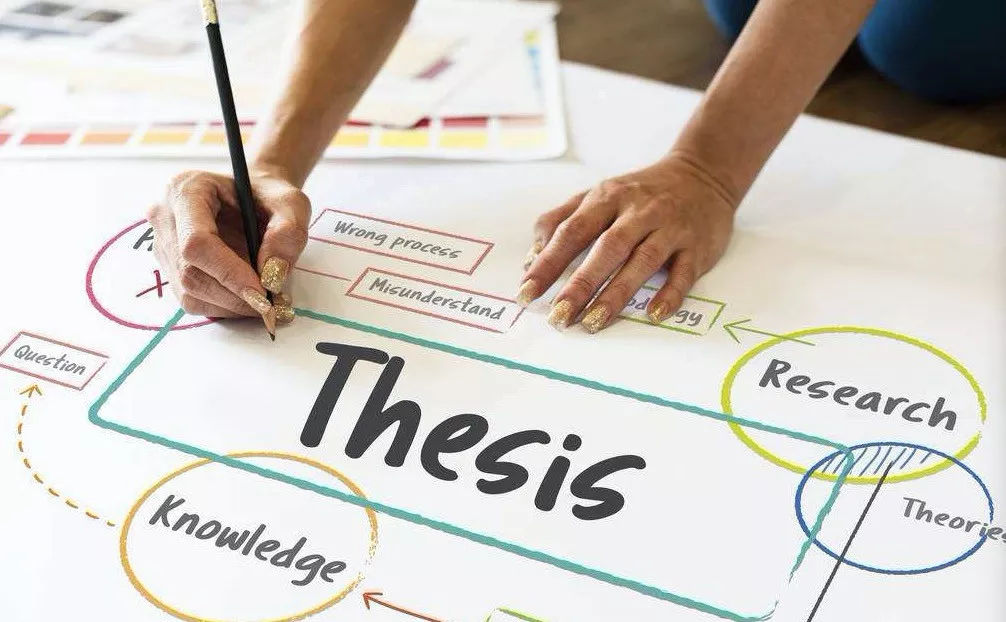 Wrong process
Misunderstand
Question
Research
Thesis
Theories
Knowledge